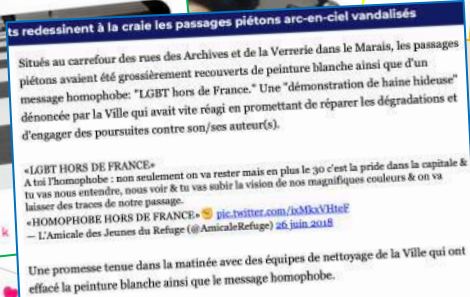 ts redessinent à la craie les passages piétons arc-en-ciel vandalisés
Situés au carrefour des rues des Archives et de la Verrerie dans le Marais, les passages
piétons avaient été grossièrement recouverts de peinture blanche ainsi que d'un
message homophobe: "LGBT hors de France." Une "démonstration de haine hideuse"
dénoncée par la Ville qui avait vite réagi en promettant de réparer les dégradations et
d'engager des poursuites contre son/ses auteur(s).
«LGBT HORS DE FRANCE»
A toi l'homophobe : non seulement on va rester mais en plus le 30 c'est la pride dans la capitale &
tu vas nous entendre, nous voir & tu vas subir la vision de nos magnifiques couleurs & on va
laisser des traces de notre passage.
«HOMOPHOBE HORS DE FRANCE» pic.twitter.com/ixMkxVHteF
— L'Amicale des Jeunes du Refuge (@AmicaleRefuge) 26 juin 2018
Une promesse tenue dans la matinée avec des équipes de nettoyage de la Ville qui ont
effacé la peinture blanche ainsi que le message homophobe.
k